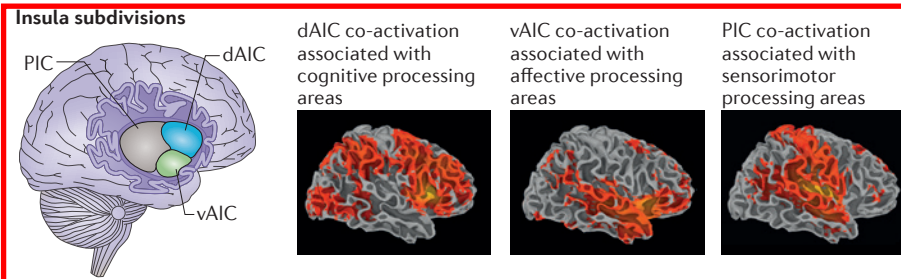 Insula subdivisions
PIC
dAIC
vAIC
dAIC co-activation
associated with
cognitive processing
areas
vAIC co-activation
associated with
affective processing
areas
PIC co-activation
associated with
sensorimotor
processing areas